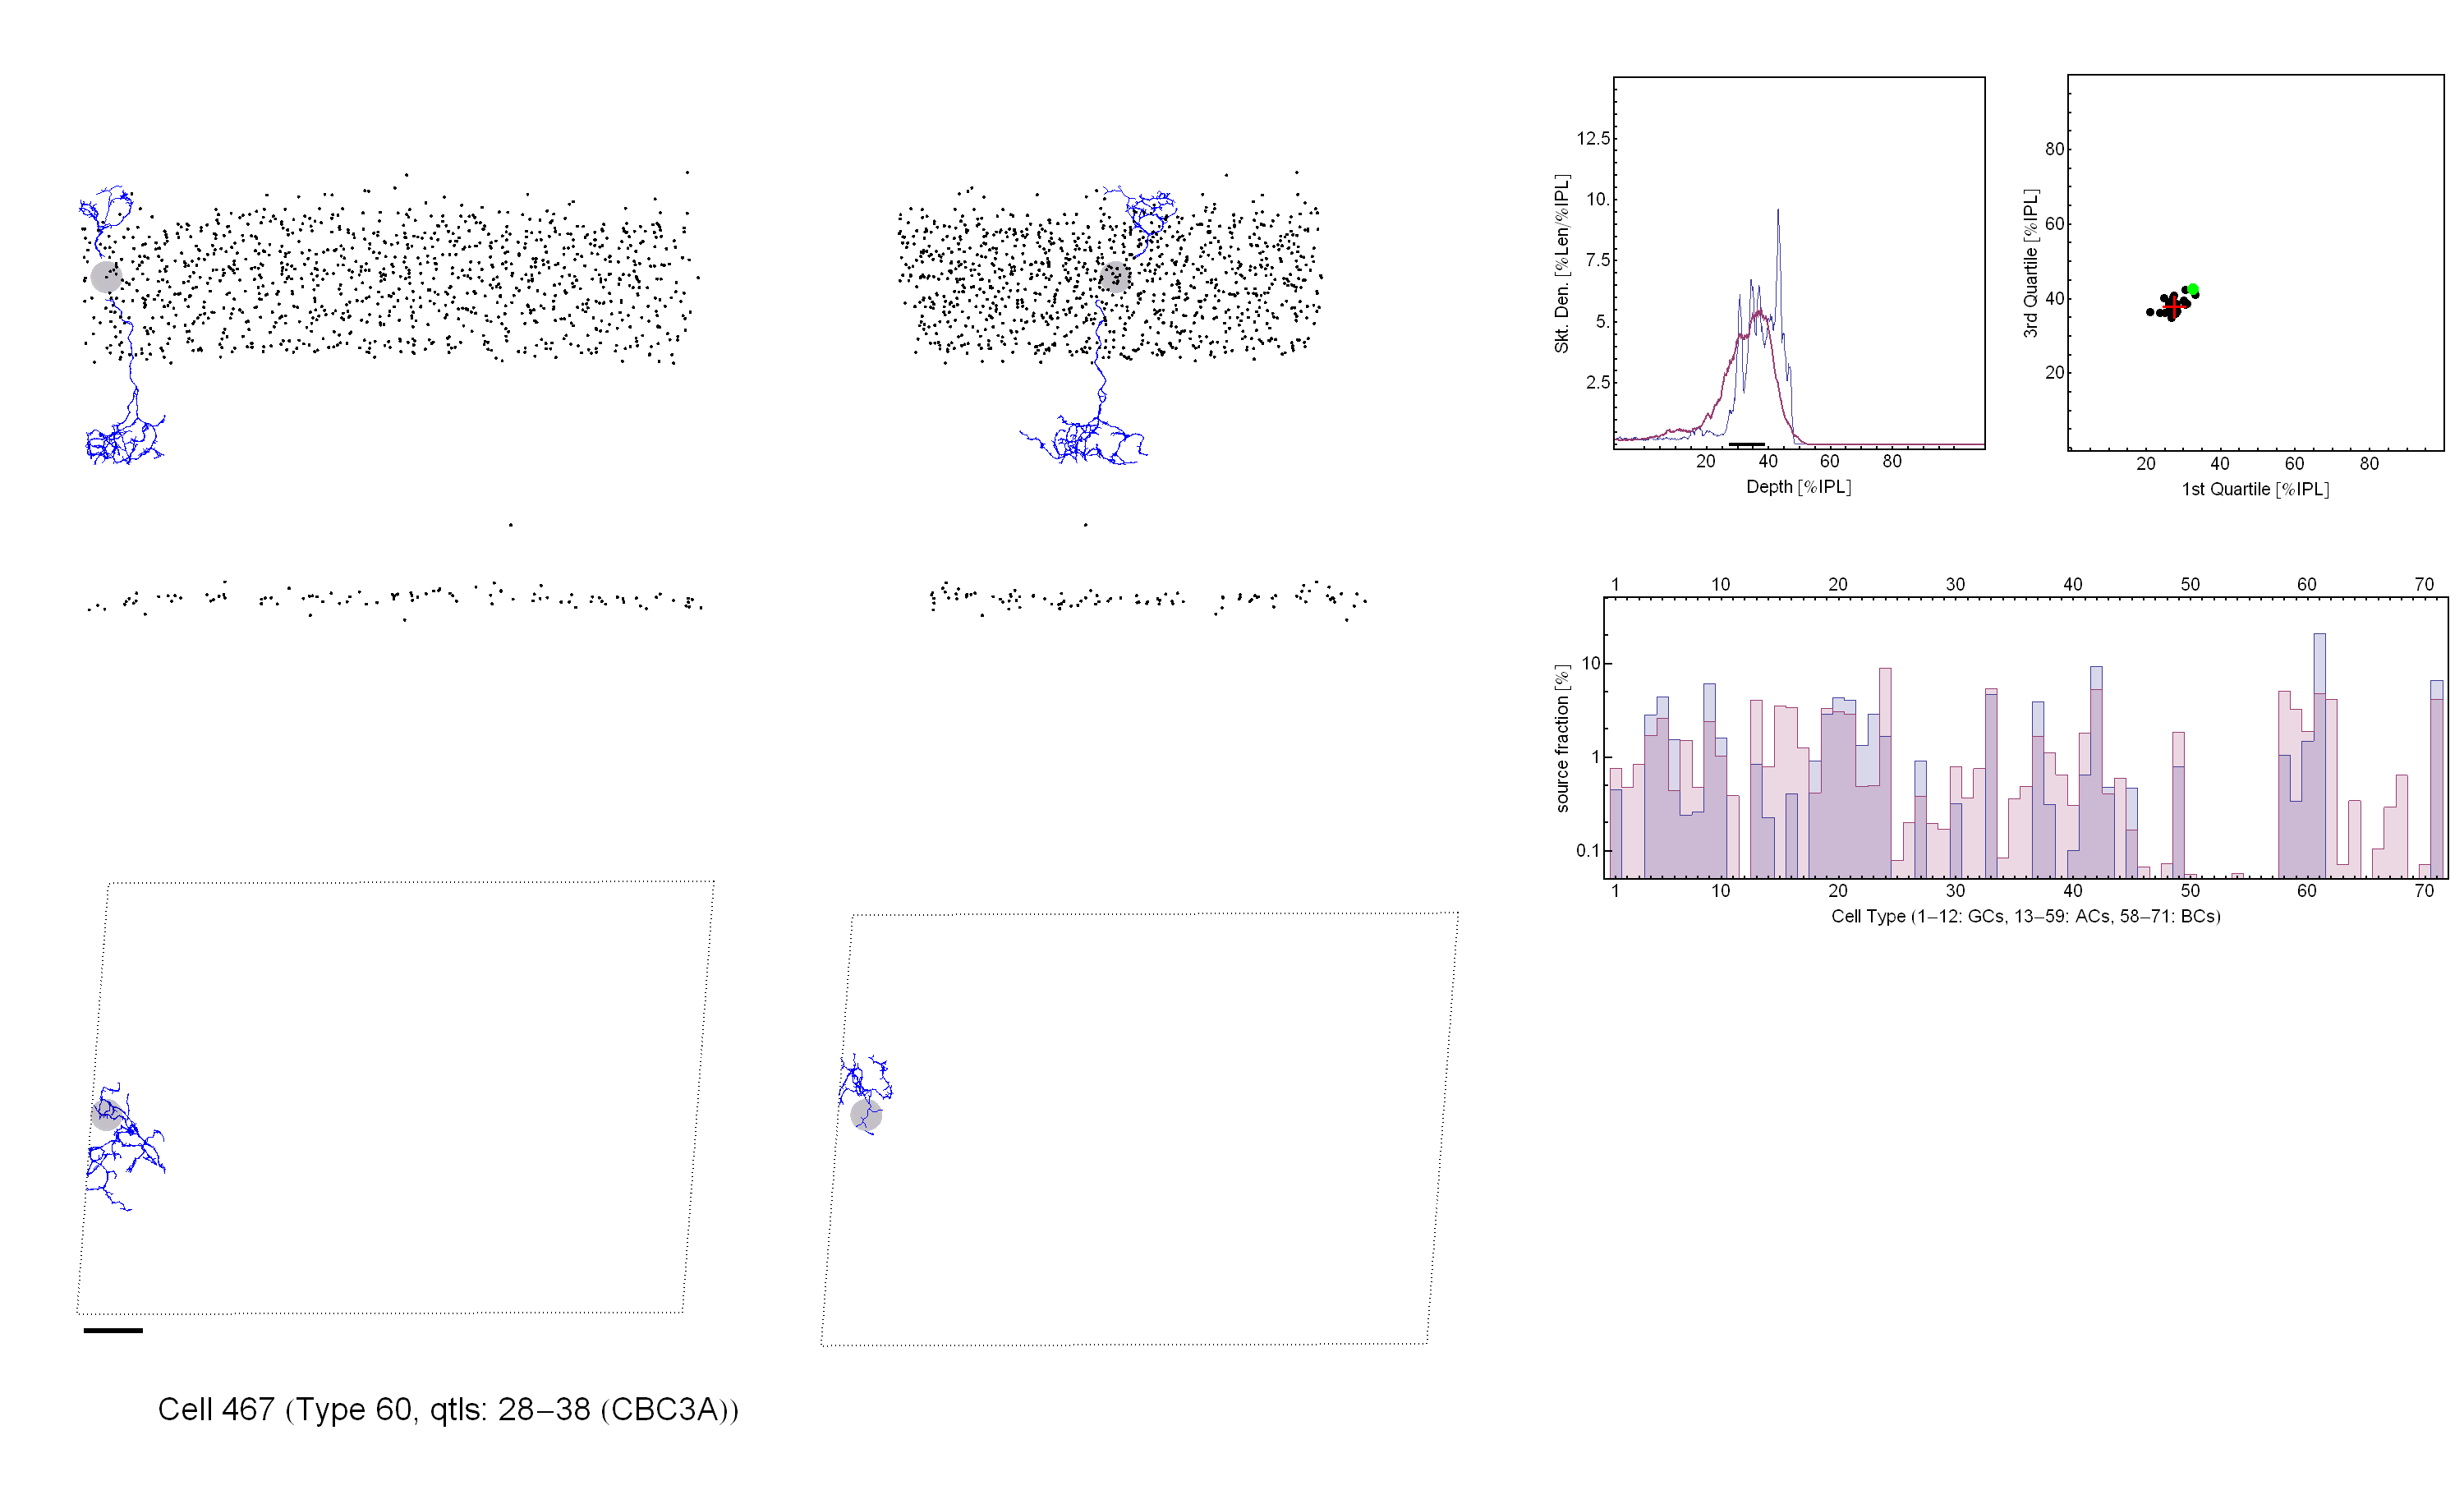 12.5
10.
7.5
5.
2.5
Skt. Den. [%Len/%IPL]
20 40 60 80
Depth [%IPL]
80
60
40
20
3rd Quartile [%IPL]
20 40 60 80
1st Quartile [%IPL]
1 10 20 30 40 50 60 70
10
1
0.1
source fraction [%]
1 10 20 30 40 50 60 70
Cell Type (1–12: GCs, 13–59: ACs, 58–71: BCs)
Cell 467 (Type 60, qtls: 28–38 (CBC3A))